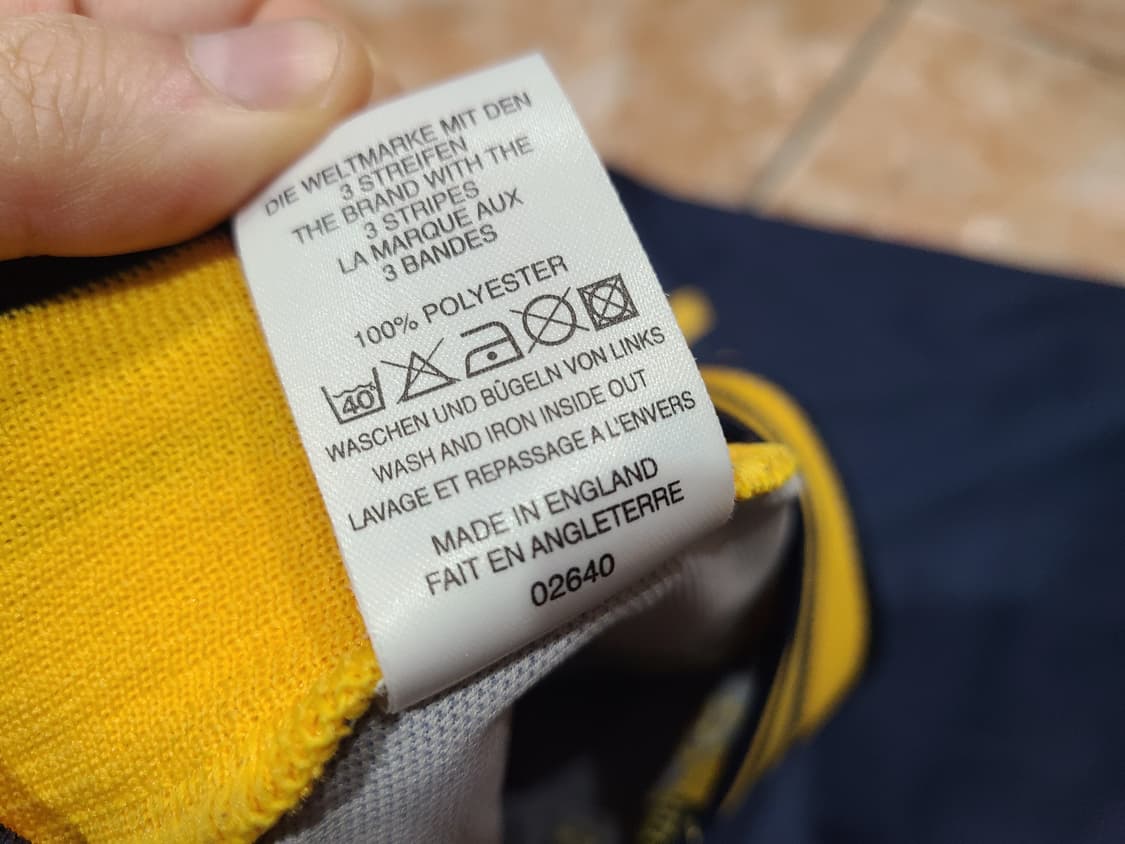 DIE WELTMARKE MIT DEN
3 STREIFEN
THE BRAND WITH THE
3 STRIPES
LA MARQUE AUX
3 BANDES
100% POLYESTER
40
WASCHEN UND BÜGELN VON LINKS
WASH AND IRON INSIDE OUT
LAVAGE ET REPASSAGE A L'ENVERS
MADE IN ENGLAND
FAIT EN ANGLETERRE
02640